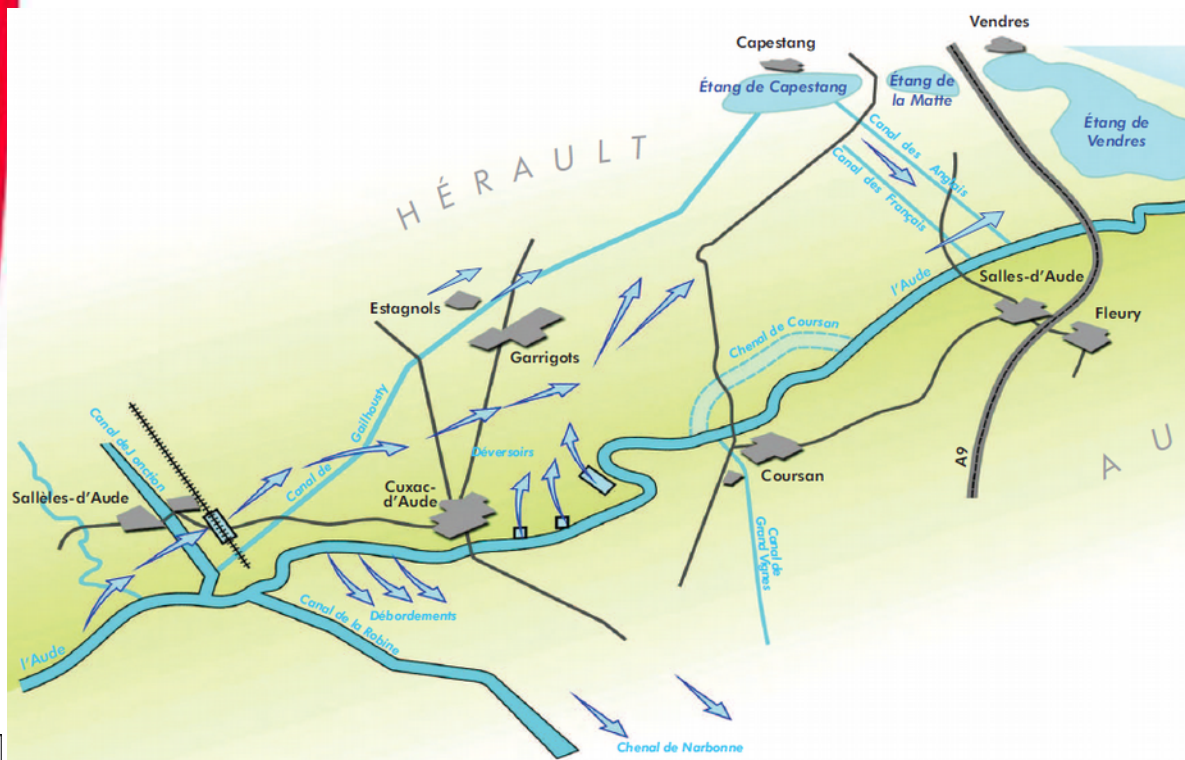 Vendres
Capestang
Étang de Capestang
Étang de
la Matte
Étang de
Vendres
Canal des Anglais
Canal des Français
HÉRAULT
l'Aude
Salles-d'Aude
Fleury
Estagnols
Garrigots
Chenal de Coursan
Canal de Gailhousty
Canal de Jonction
Déversoirs
Sallèles-d'Aude
Cuxac-
d'Aude
Coursan
A9
A U
Canal de
Grand Vignes
Canal de la Robine
Débordements
l'Aude
Chenal de Narbonne